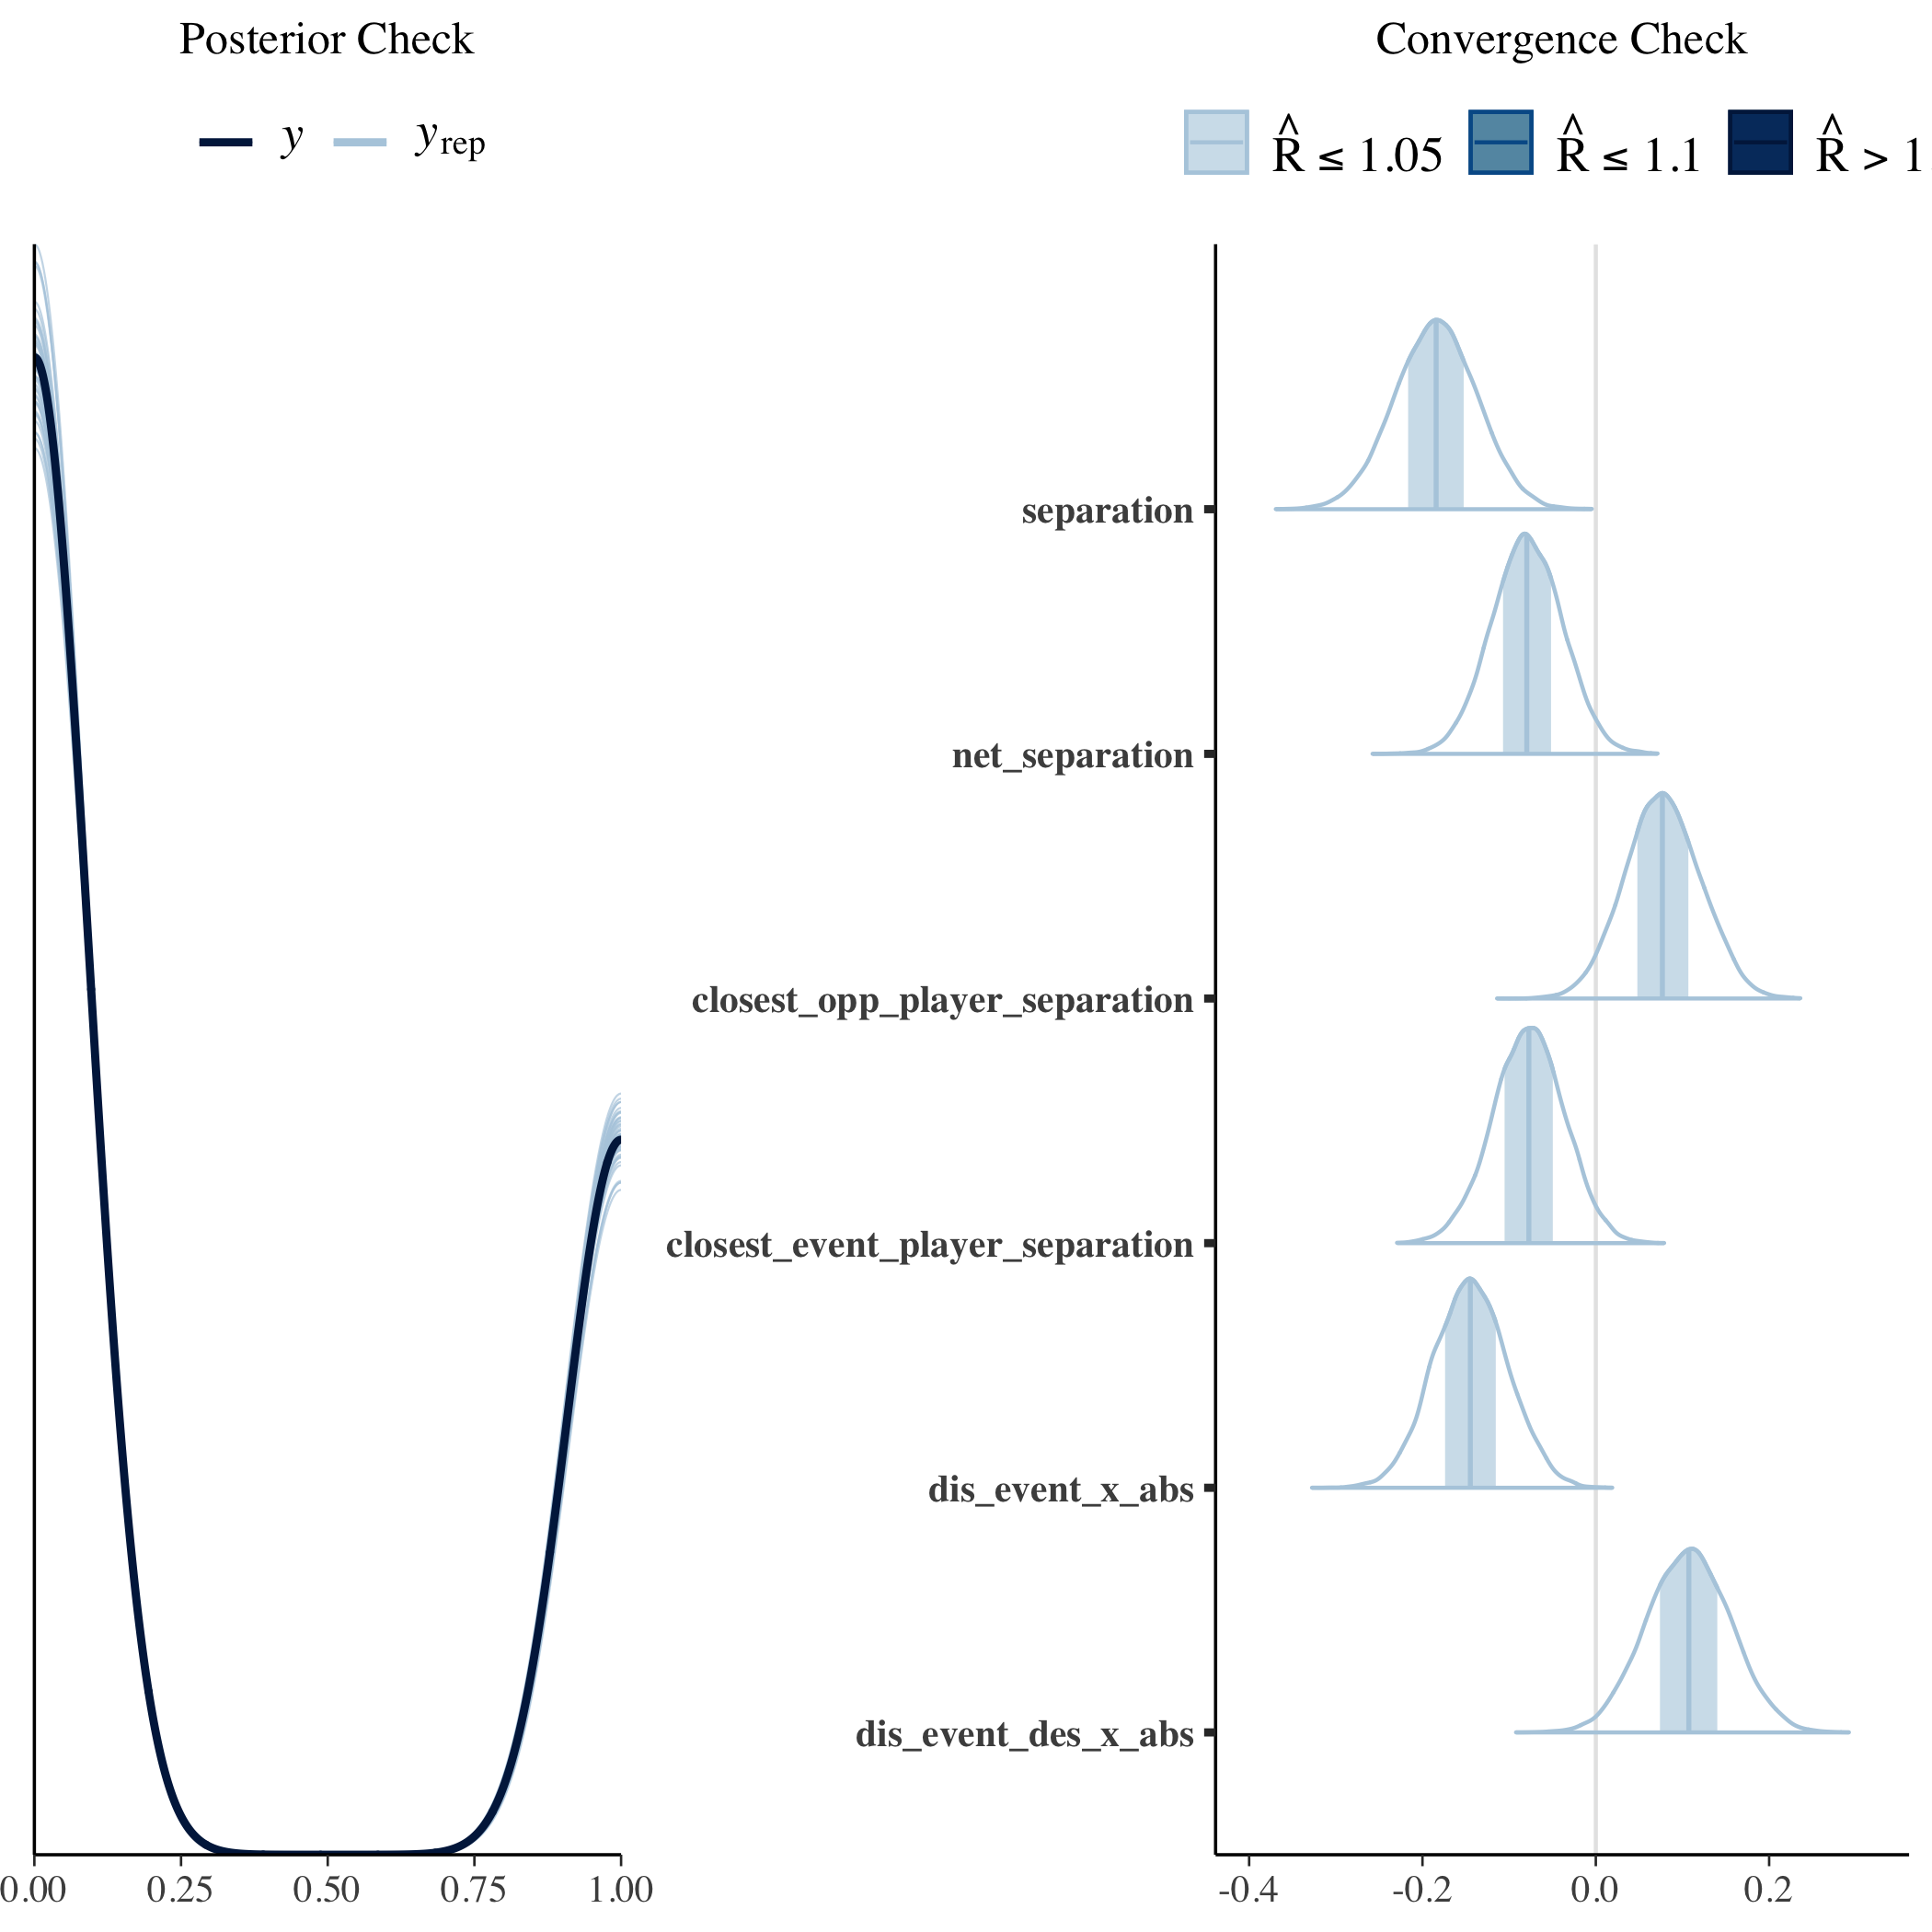 Posterior Check
y yrep
0.00 0.25 0.50 0.75 1.00
Convergence Check
R̂ ≤ 1.05 R̂ ≤ 1.1 R̂ > 1
separation
net_separation
closest_opp_player_separation
closest_event_player_separation
dis_event_x_abs
dis_event_des_x_abs
-0.4 -0.2 0.0 0.2